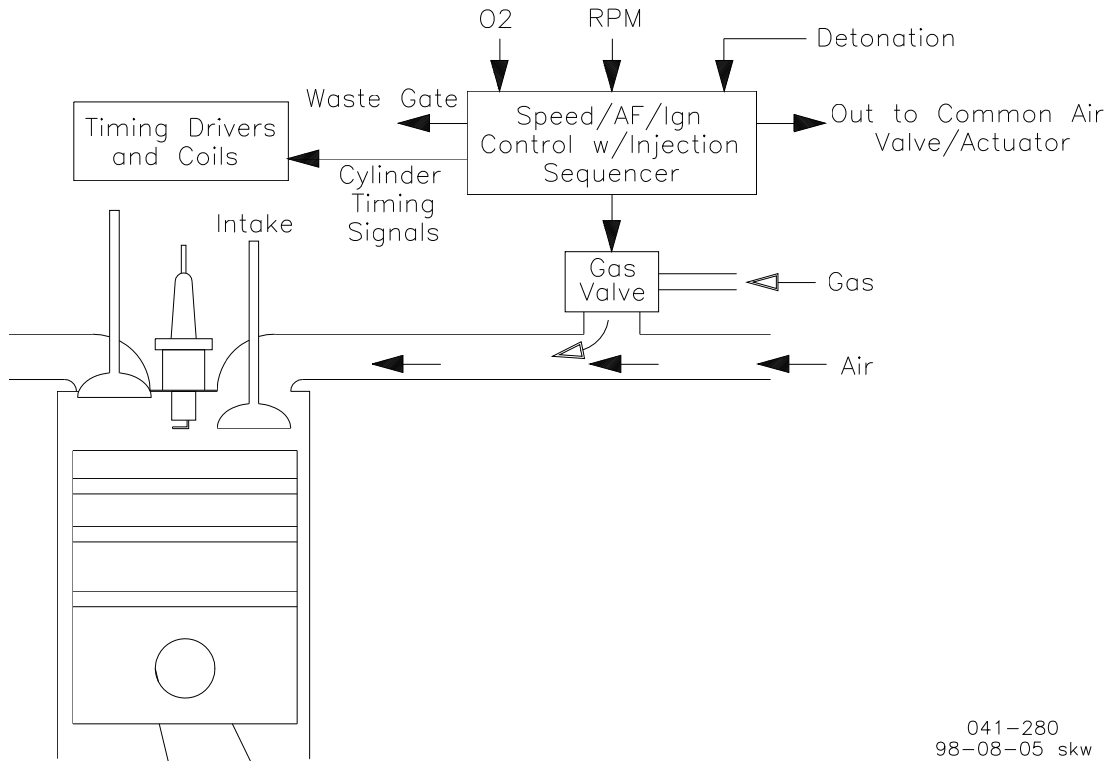 O2
RPM
Detonation
Waste Gate
Speed/AF/Ign
Control w/Injection
Sequencer
Out to Common Air
Valve/Actuator
Timing Drivers
and Coils
Cylinder
Timing
Signals
Intake
Gas
Valve
Gas
Air
041-280
98-08-05 skw